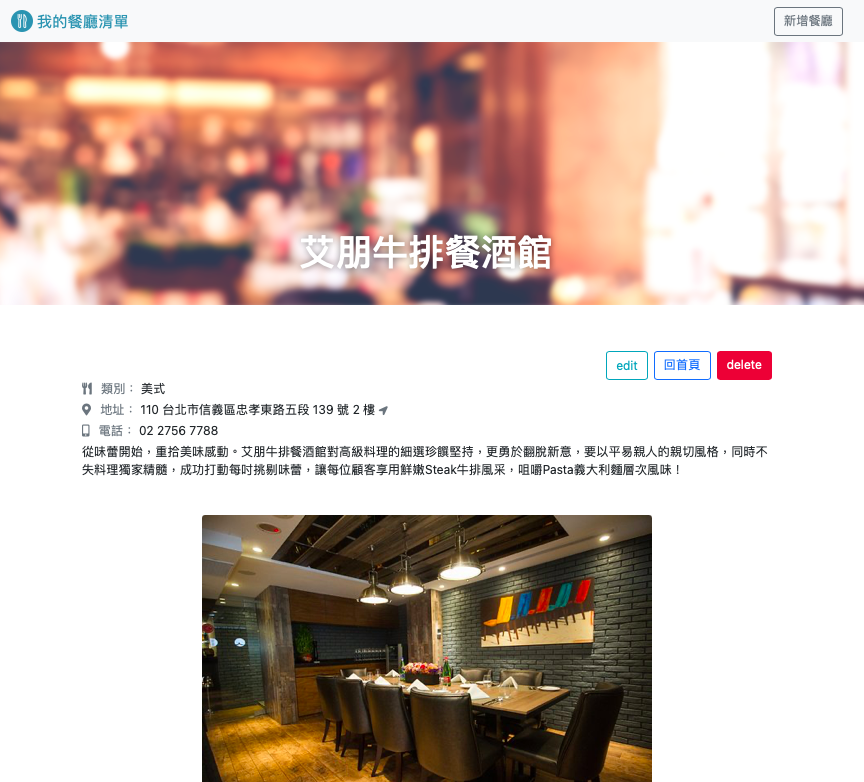 我的餐廳清單
新增餐廳
艾朋牛排餐酒館
edit 回首頁 delete
類別： 美式
地址： 110 台北市信義區忠孝東路五段 139 號 2 樓
電話： 02 2756 7788
從味蕾開始，重拾美味感動。艾朋牛排餐酒館對高級料理的細選珍饌堅持，更勇於翻脫新意，要以平易親人的親切風格，同時不
失料理獨家精髓，成功打動每吋挑剔味蕾，讓每位顧客享用鮮嫩Steak牛排風采，咀嚼Pasta義大利麵層次風味！